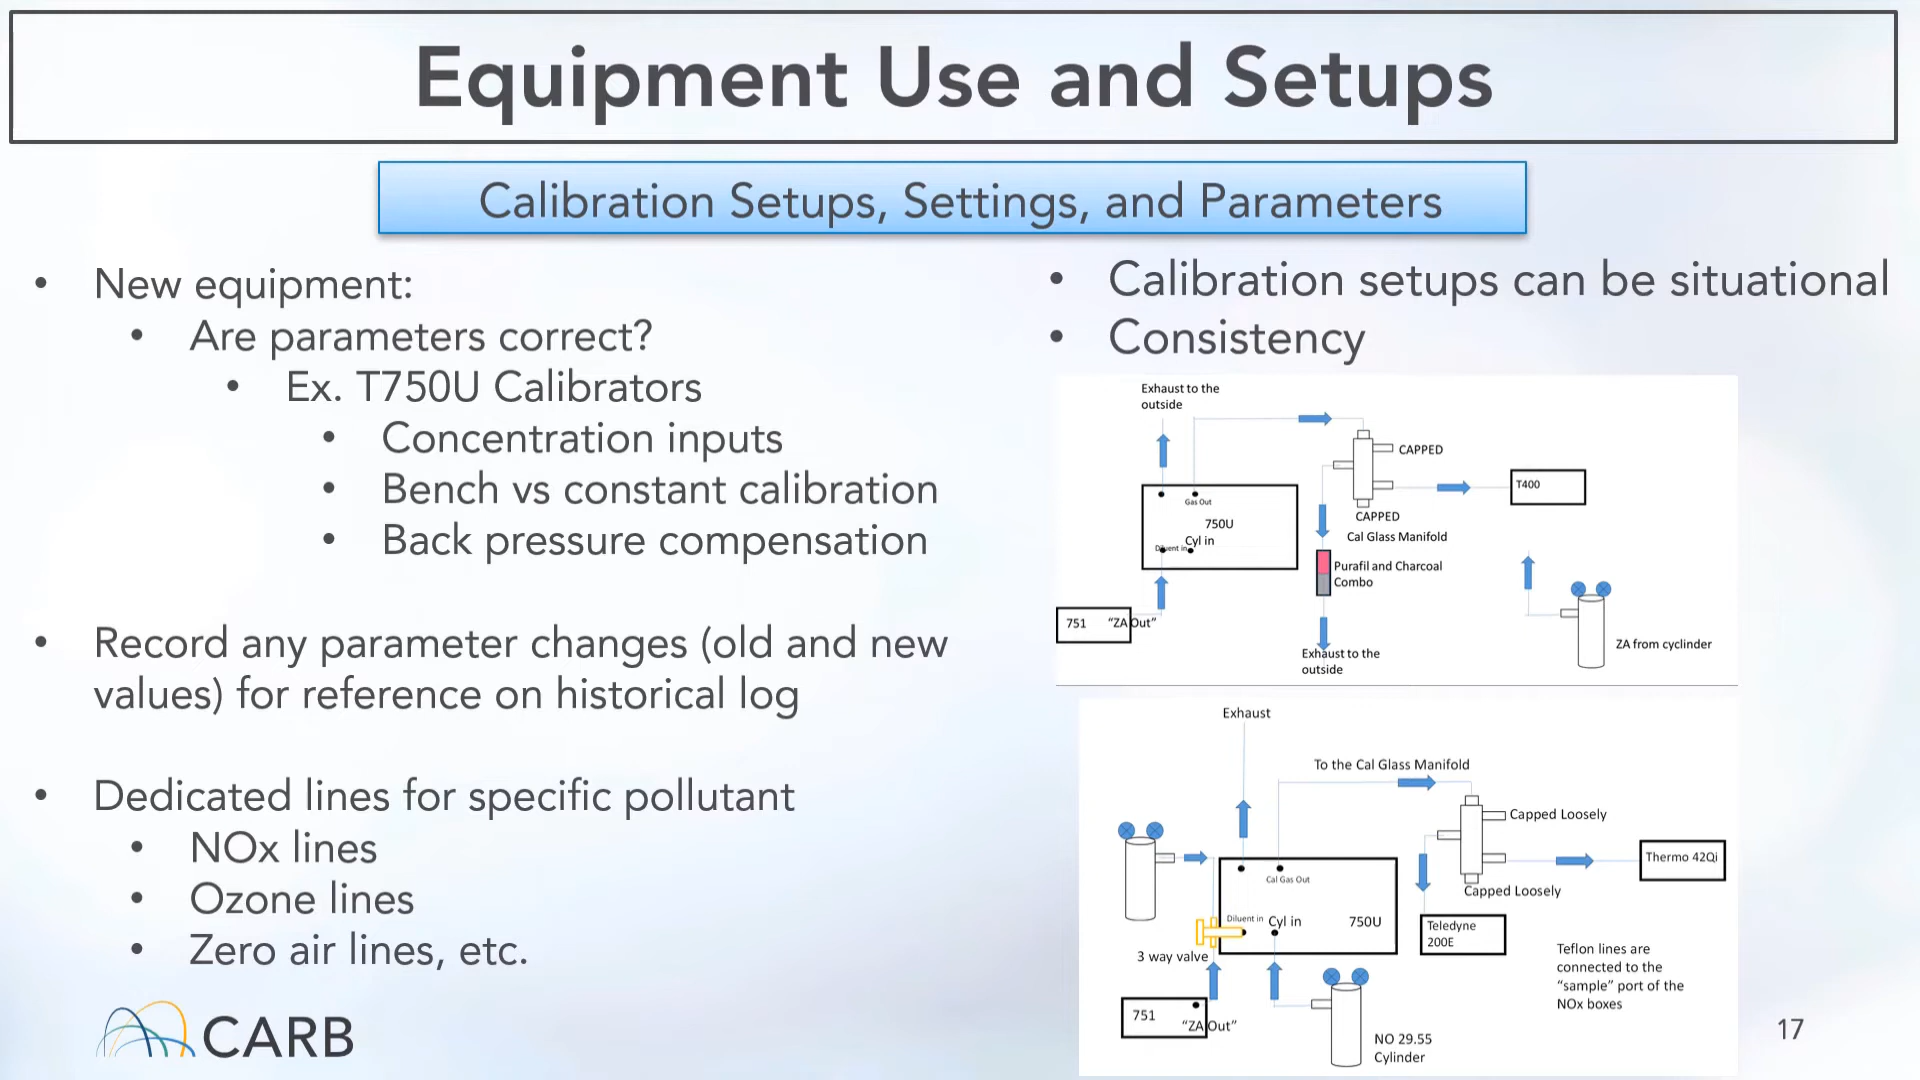 Equipment Use and Setups
Calibration Setups, Settings, and Parameters
• New equipment:
• Are parameters correct?
• Ex. T750U Calibrators
• Concentration inputs
• Bench vs constant calibration
• Back pressure compensation
• Record any parameter changes (old and new
values) for reference on historical log
• Dedicated lines for specific pollutant
• NOx lines
• Ozone lines
• Zero air lines, etc.
CARB
• Calibration setups can be situational
• Consistency
Exhaust to the
outside
CAPPED
T400
Gas Out
750U
CAPPED
Cyl in
Diluent in
Cal Glass Manifold
Purafil and Charcoal
Combo
751 "ZA Out"
ZA from cyclinder
Exhaust to the
outside
Exhaust
To the Cal Glass Manifold
Capped Loosely
Thermo 42Qi
Cal Gas Out
Capped Loosely
Diluent in Cyl in 750U
Teledyne
200E
3 way valve
Teflon lines are
connected to the
"sample" port of the
NOx boxes
751
"ZA Out"
NO 29.55
Cylinder
17